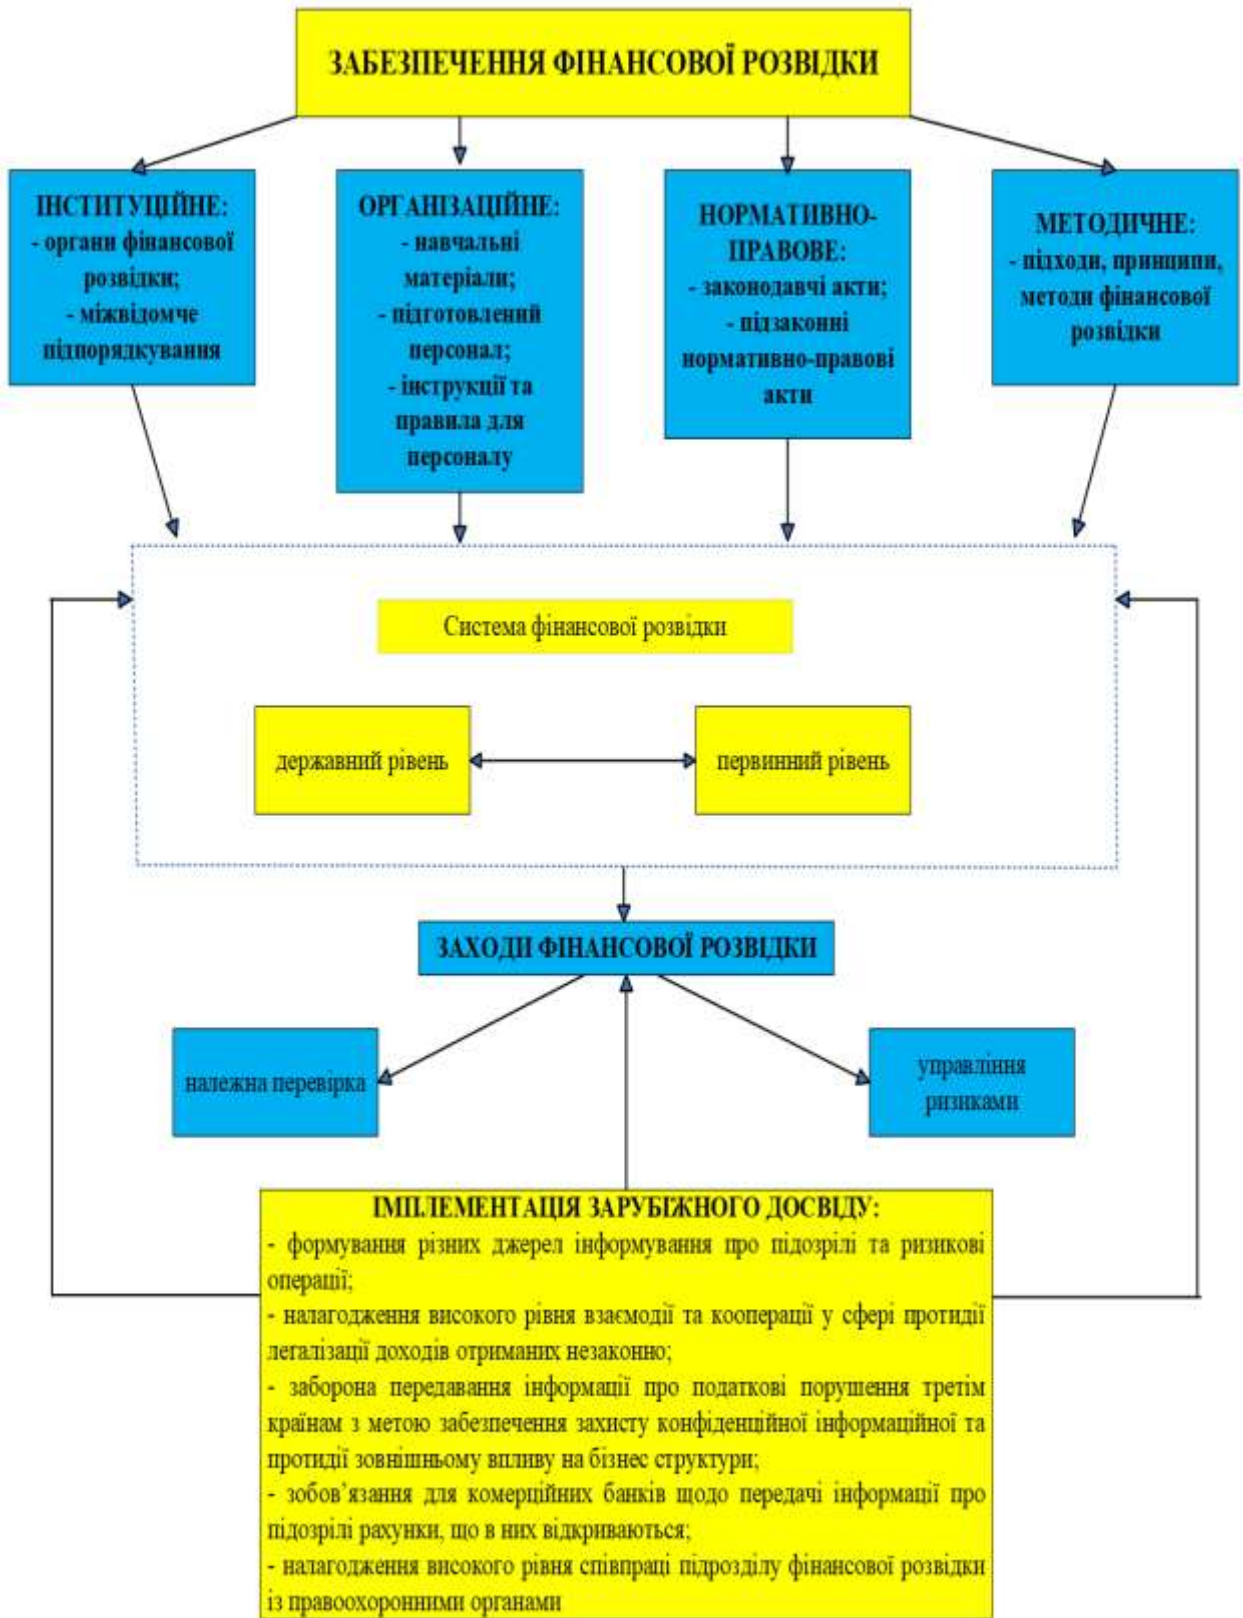 ЗАБЕЗПЕЧЕННЯ ФІНАНСОВОЇ РОЗВІДКИ
ІНСТИТУЦІЙНЕ:
- органи фінансової
розвідки;
- міжвідомче
підпорядкування
ОРГАНІЗАЦІЙНЕ:
- навчальні
матеріали;
- підготовлений
персонал;
- інструкції та
правила для
персоналу
НОРМАТИВНО-
ПРАВОВЕ:
- законодавчі акти;
- підзаконні
нормативно-правові
акти
МЕТОДИЧНЕ:
- підходи, принципи,
методи фінансової
розвідки
Система фінансової розвідки
державний рівень
первинний рівень
ЗАХОДИ ФІНАНСОВОЇ РОЗВІДКИ
належна перевірка
управління
ризиками
ІМПЛЕМЕНТАЦІЯ ЗАРУБІЖНОГО ДОСВІДУ:
- формування різних джерел інформування про підозрілі та ризикові
операції;
- налагодження високого рівня взаємодії та кооперації у сфері протидії
легалізації доходів отриманих незаконно;
- заборона передавання інформації про податкові порушення третім
країнам з метою забезпечення захисту конфіденційної інформаційної та
протидії зовнішньому впливу на бізнес структури;
- зобов’язання для комерційних банків щодо передачі інформації про
підозрілі рахунки, що в них відкриваються;
- налагодження високого рівня співпраці підрозділу фінансової розвідки
із правоохоронними органами